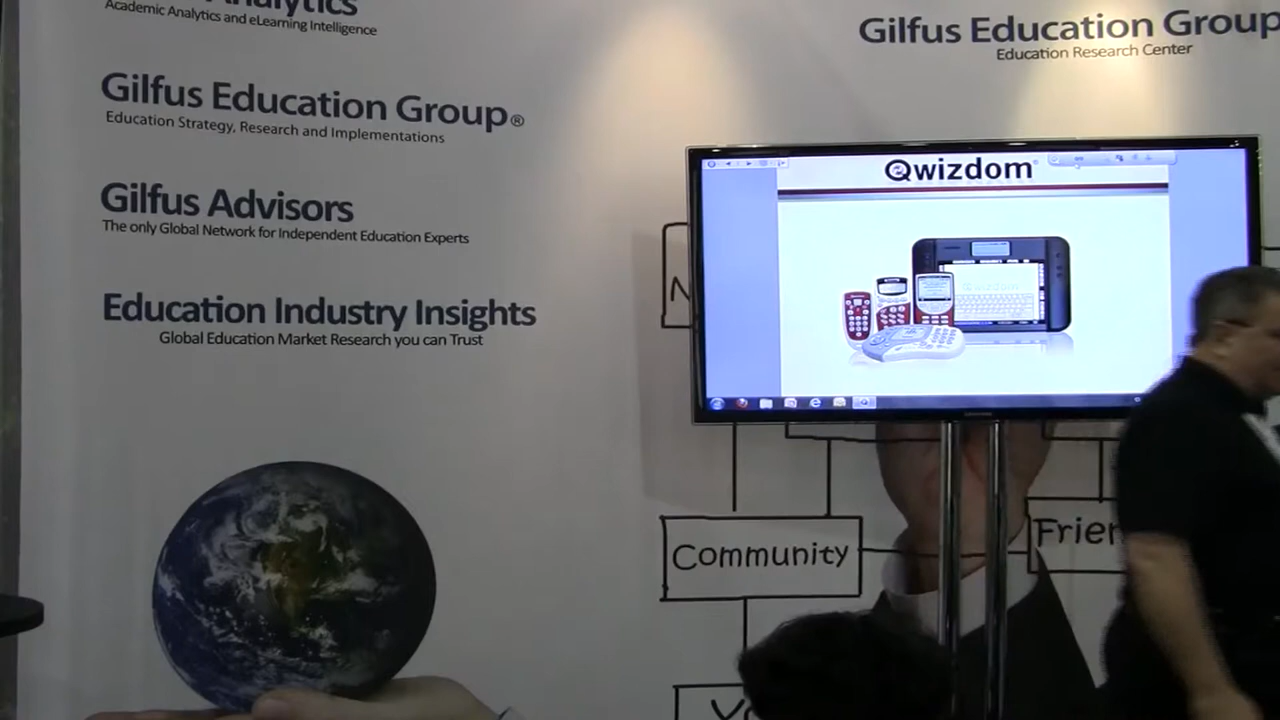 Analytics
Academic Analytics and eLearning Intelligence
Gilfus Education Group®
Education Strategy, Research and Implementations
Gilfus Advisors
The only Global Network for Independent Education Experts
Education Industry Insights
Global Education Market Research you can Trust
Gilfus Education Group
Education Research Center
Qwizdom
Community
Frien